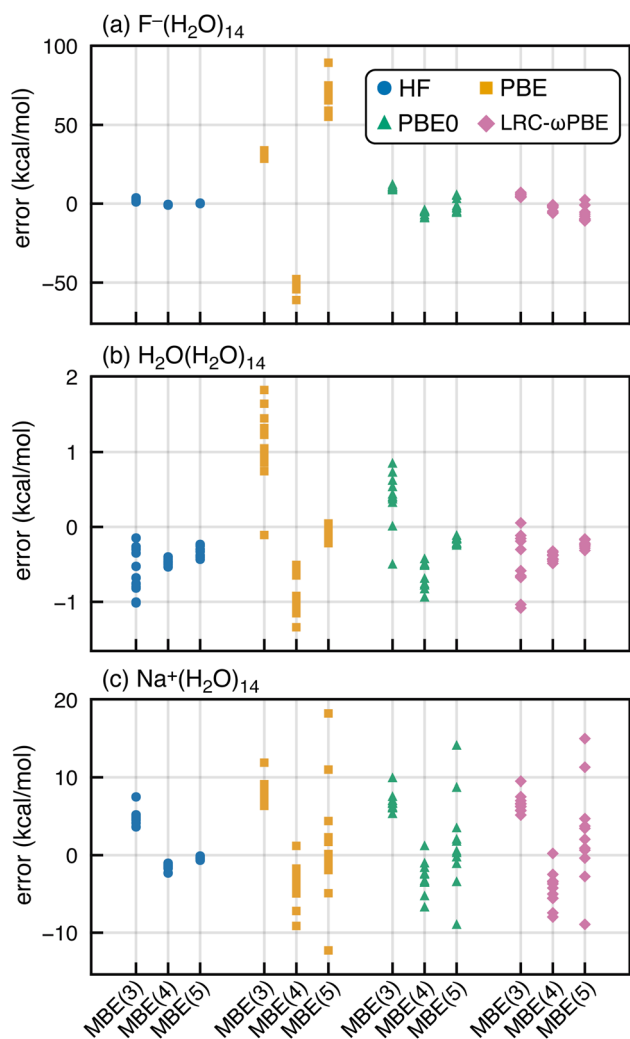 (a) F⁻(H₂O)₁₄
100
50
0
−50
error (kcal/mol)
HF
PBE
PBE0
LRC-ωPBE
(b) H₂O(H₂O)₁₄
2
1
0
−1
error (kcal/mol)
(c) Na⁺(H₂O)₁₄
20
10
0
−10
error (kcal/mol)
MBE(3)
MBE(4)
MBE(5)
MBE(3)
MBE(4)
MBE(5)
MBE(3)
MBE(4)
MBE(5)
MBE(3)
MBE(4)
MBE(5)